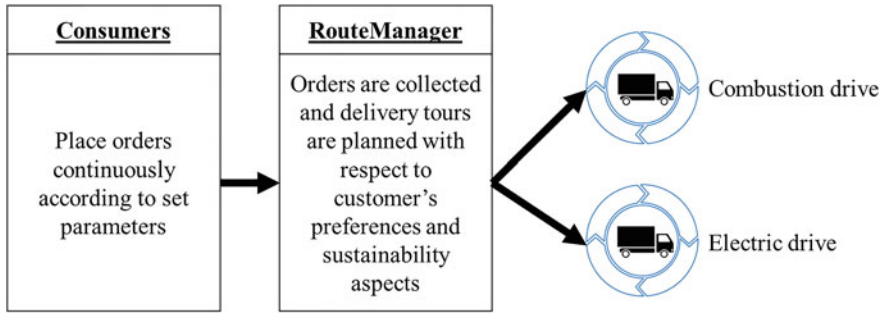 Consumers
Place orders
continuously
according to set
parameters
RouteManager
Orders are collected
and delivery tours
are planned with
respect to
customer's
preferences and
sustainability
aspects
Combustion drive
Electric drive